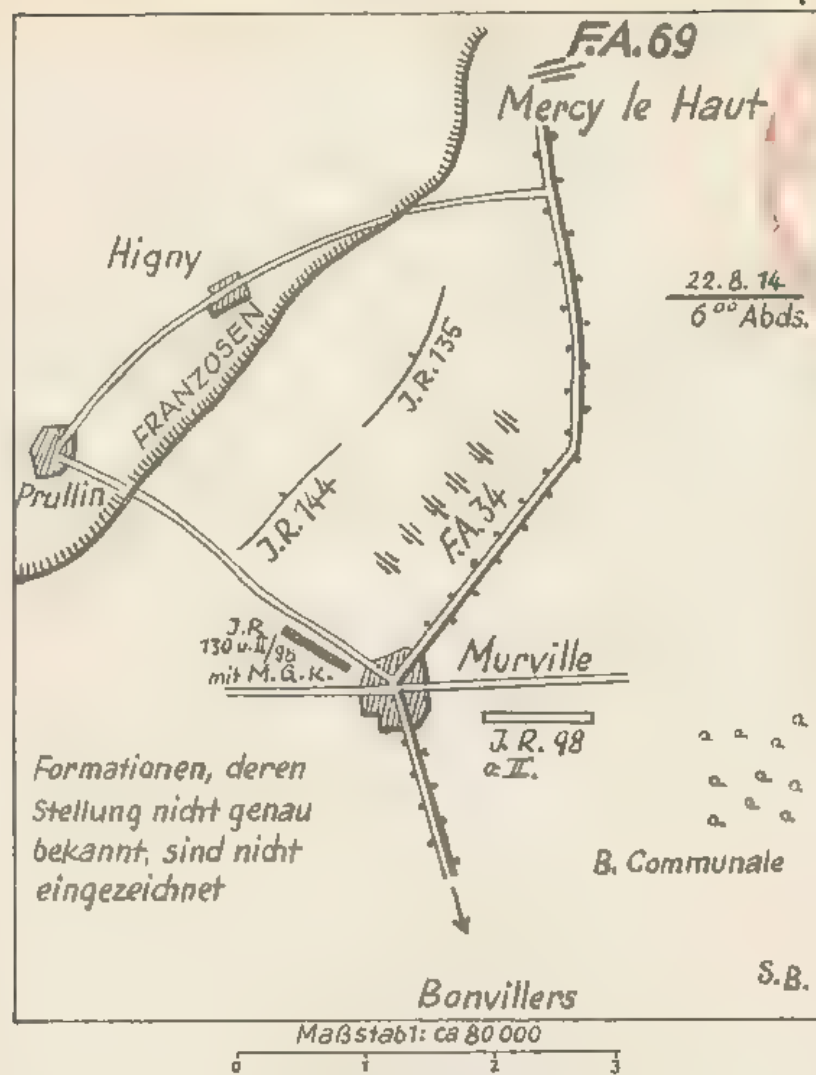 F.A. 69
Mercy le Haut
Higny
22. 8. 14
6⁰⁰ Abds.
FRANZOSEN
J.R. 135
Prullin
J.R. 144
F.A. 34
J.R.
130 u. II/98
mit M.G.K.
Murville
J.R. 98
o. II.
Formationen, deren
Stellung nicht genau
bekannt, sind nicht
eingezeichnet
B. Communale
S.B.
Bonvillers
Maßstab 1: ca 80 000
0 1 2 3